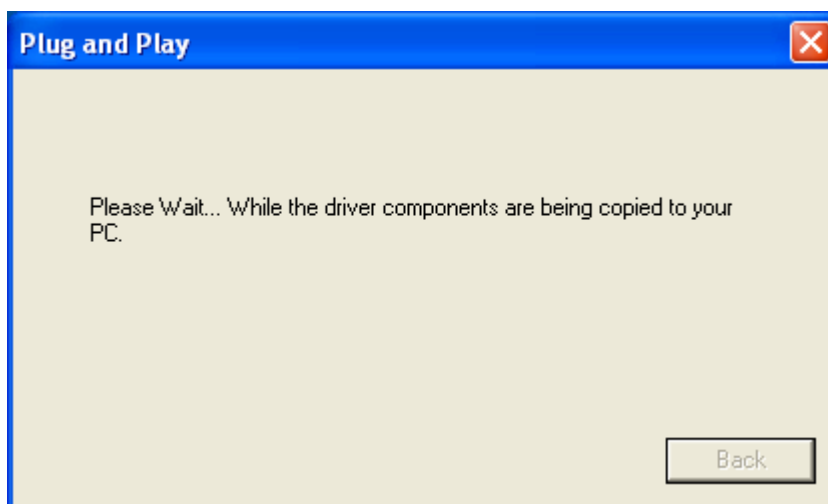 Plug and Play
Please Wait... While the driver components are being copied to your
PC.
Back